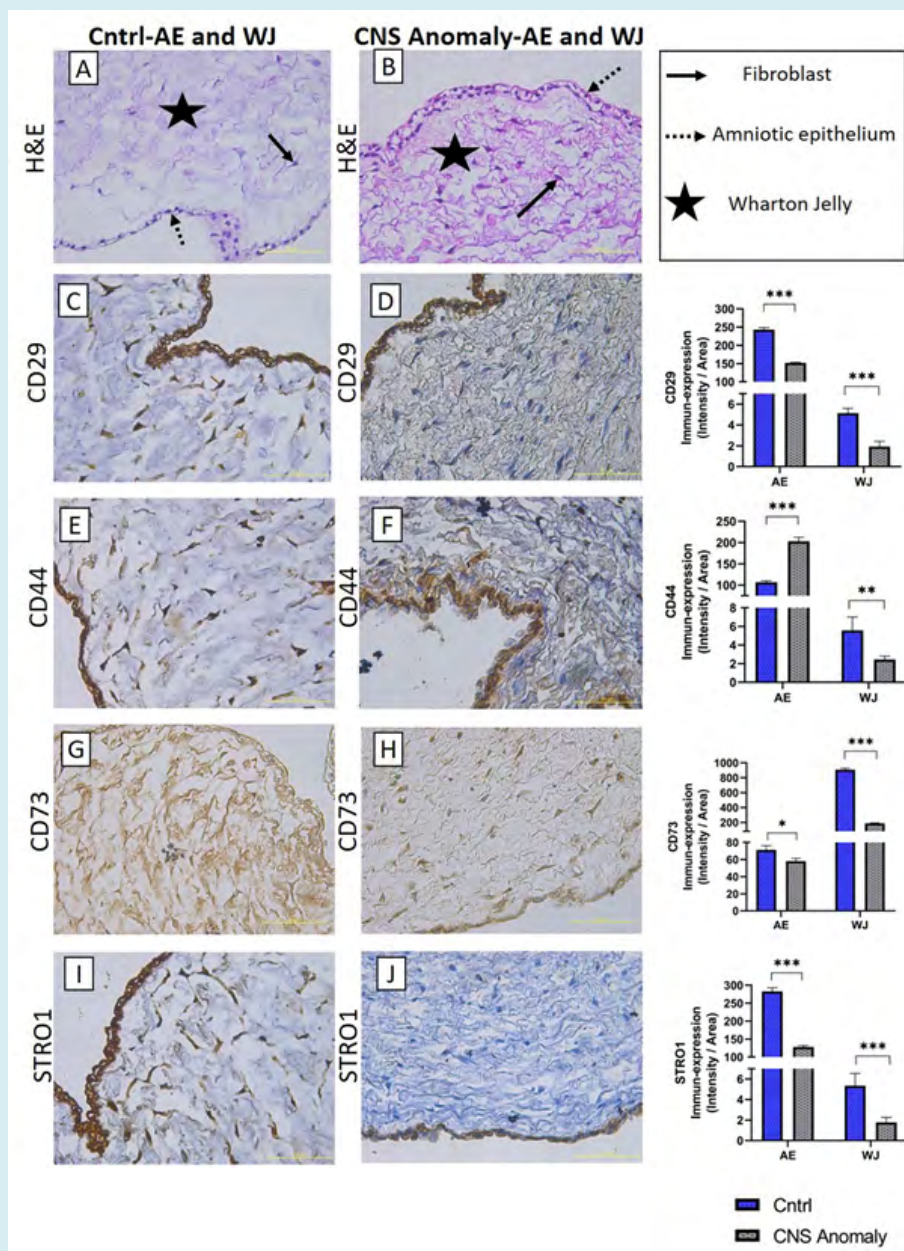 Cntrl-AE and WJ
CNS Anomaly-AE and WJ
H&E
A
B
Fibroblast
Amniotic epithelium
Wharton Jelly
CD29
C
CD29
D
CD29
Immun-expression
(Intensity / Area)
300
250
200
150
100
6
4
2
0
***
***
AE
WJ
CD44
E
CD44
F
CD44
Immun-expression
(Intensity / Area)
250
200
150
100
8
6
4
2
0
***
**
AE
WJ
CD73
G
CD73
H
CD73
Immun-expression
(Intensity / Area)
1000
800
600
400
200
80
60
40
20
0
*
***
AE
WJ
STRO1
I
STRO1
J
STRO1
Immun-expression
(Intensity / Area)
300
250
200
150
100
6
4
2
0
***
***
AE
WJ
Cntrl
CNS Anomaly